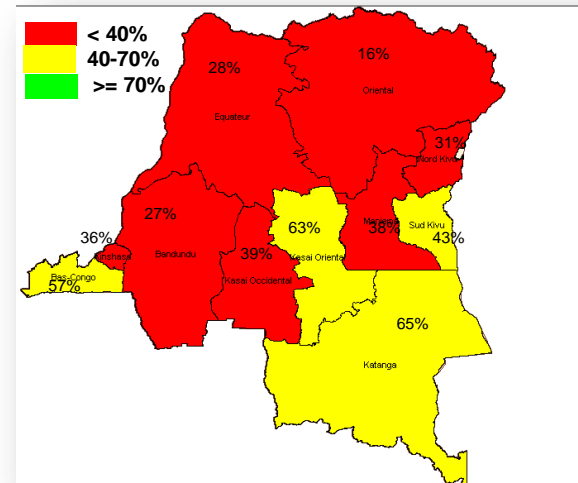 < 40%
40-70%
>= 70%
16%
28%
Oriental
Equateur
31%
Nord Kivu
27%
63%
Maniema
38%
Sud Kivu
43%
36%
Kinshasa
Bandundu
39%
Kasai Oriental
Bas-Congo
57%
Kasai Occidental
65%
Katanga